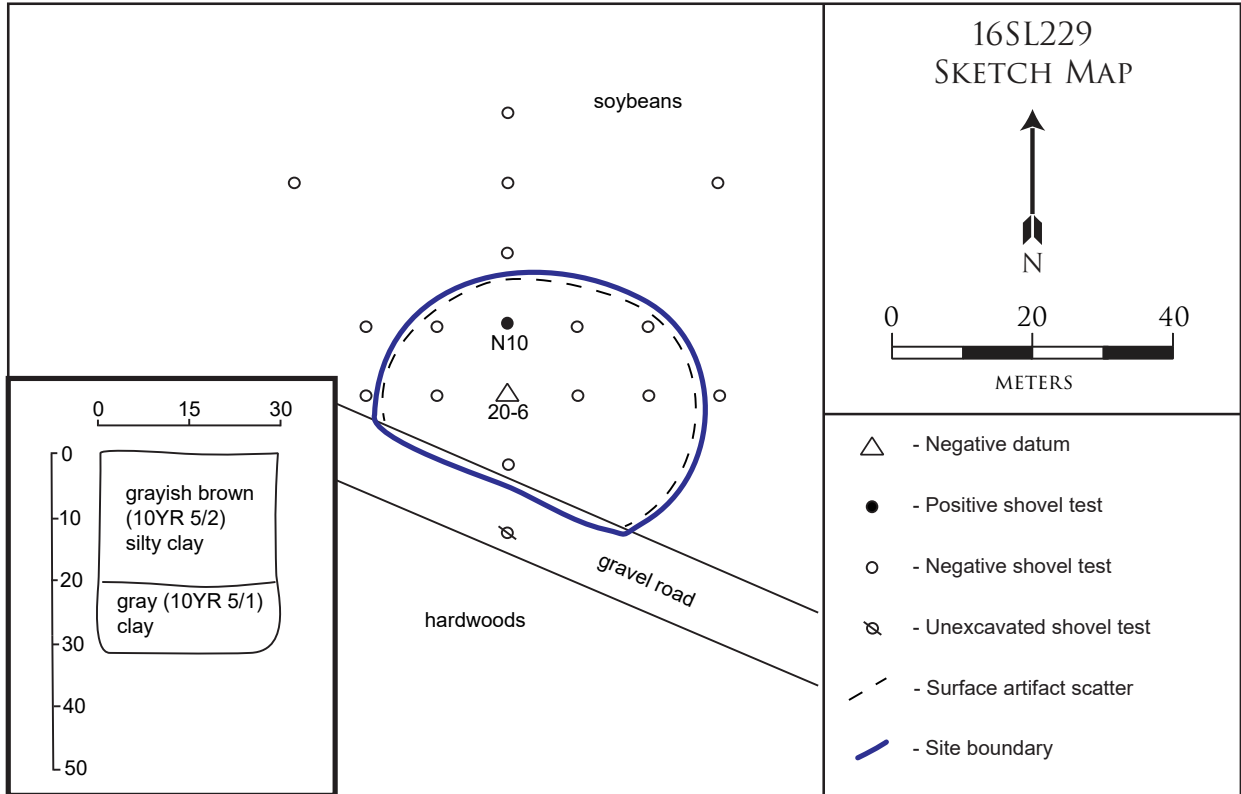 16SL229
SKETCH MAP
N
0 20 40
METERS
soybeans
N10
20-6
gravel road
hardwoods
0 15 30
0
10
20
30
40
50
grayish brown
(10YR 5/2)
silty clay
gray (10YR 5/1)
clay
- Negative datum
- Positive shovel test
- Negative shovel test
- Unexcavated shovel test
- Surface artifact scatter
- Site boundary